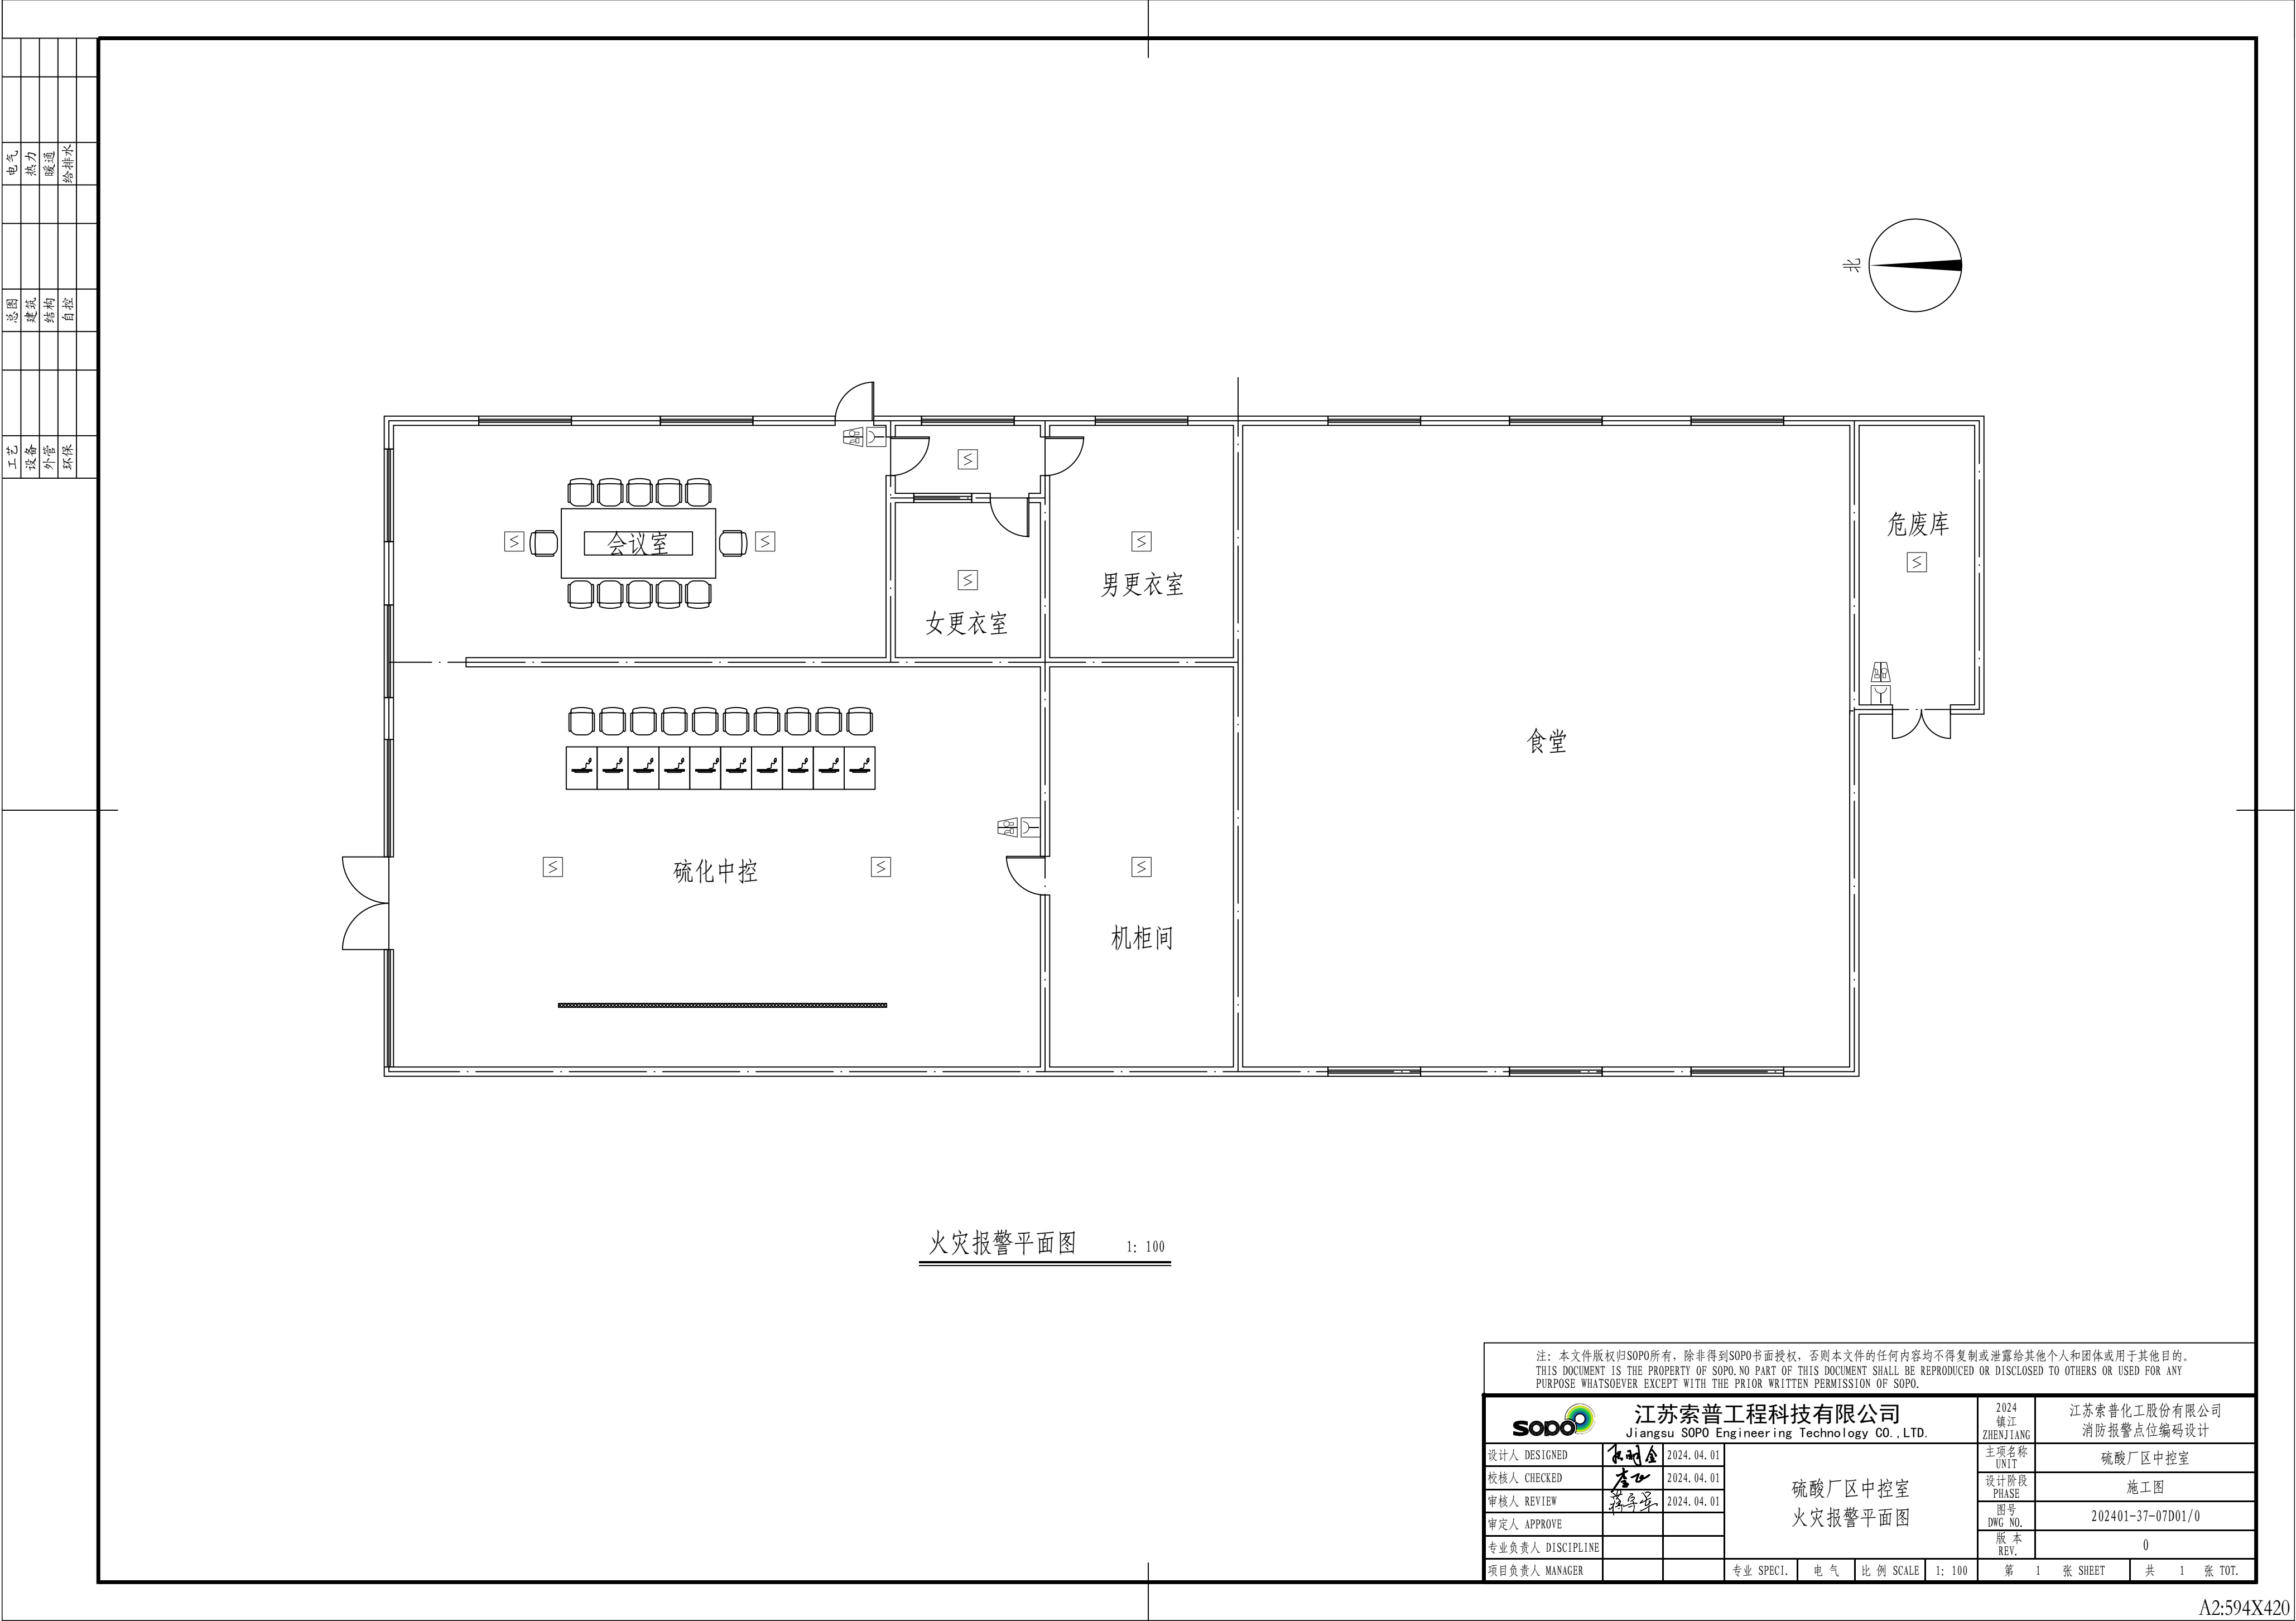 电气
热力
暖通
给排水
总图
建筑
结构
自控
工艺
设备
外管
环保
北
会议室
女更衣室
男更衣室
危废库
食堂
硫化中控
机柜间
火灾报警平面图 1: 100
注: 本文件版权归SOPO所有, 除非得到SOPO书面授权, 否则本文件的任何内容均不得复制或泄露给其他个人和团体或用于其他目的。
THIS DOCUMENT IS THE PROPERTY OF SOPO.NO PART OF THIS DOCUMENT SHALL BE REPRODUCED OR DISCLOSED TO OTHERS OR USED FOR ANY
PURPOSE WHATSOEVER EXCEPT WITH THE PRIOR WRITTEN PERMISSION OF SOPO.
SOPO
江苏索普工程科技有限公司
Jiangsu SOPO Engineering Technology CO.,LTD.
2024
镇江
ZHENJIANG
江苏索普化工股份有限公司
消防报警点位编码设计
设计人 DESIGNED 2024.04.01
校核人 CHECKED 2024.04.01
审核人 REVIEW 2024.04.01
审定人 APPROVE
专业负责人 DISCIPLINE
项目负责人 MANAGER
硫酸厂区中控室
火灾报警平面图
专业 SPECI. 电 气 比 例 SCALE 1: 100
主项名称
UNIT
硫酸厂区中控室
设计阶段
PHASE
施工图
图号
DWG NO.
202401-37-07D01/0
版 本
REV.
0
第 1 张 SHEET 共 1 张 TOT.
A2:594X420